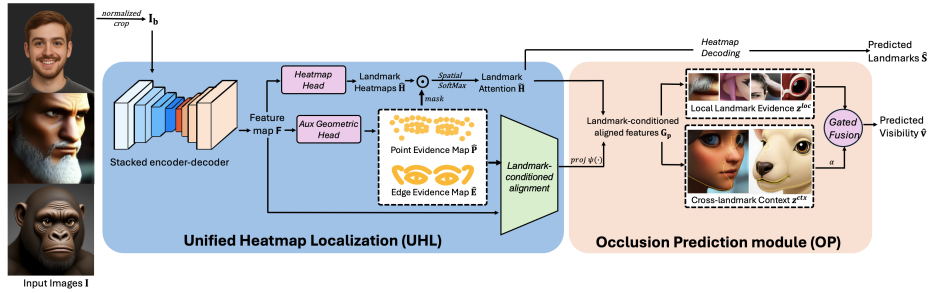 normalized
crop
I_b
Stacked encoder-decoder
Feature
map F
Heatmap
Head
Aux Geometric
Head
Landmark
Heatmaps Ĥ
mask
Spatial
SoftMax
Landmark
Attention H̄
Point Evidence Map P̂
Edge Evidence Map Ê
Landmark-
conditioned
alignment
proj ψ(·)
Unified Heatmap Localization (UHL)
Heatmap
Decoding
Predicted
Landmarks Ŝ
Landmark-conditioned
aligned features G_p
Local Landmark Evidence z^loc
Cross-landmark Context z^ctx
Gated
Fusion
α
Predicted
Visibility v̂
Occlusion Prediction module (OP)
Input Images I